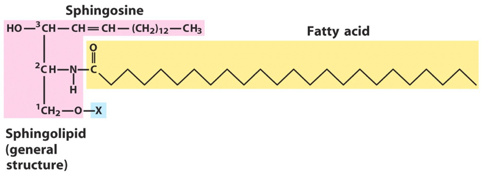 Sphingosine
HO—³CH—CH=CH—(CH₂)₁₂—CH₃
Fatty acid
O
²CH—N—C
H
¹CH₂—O—X
Sphingolipid
(general
structure)